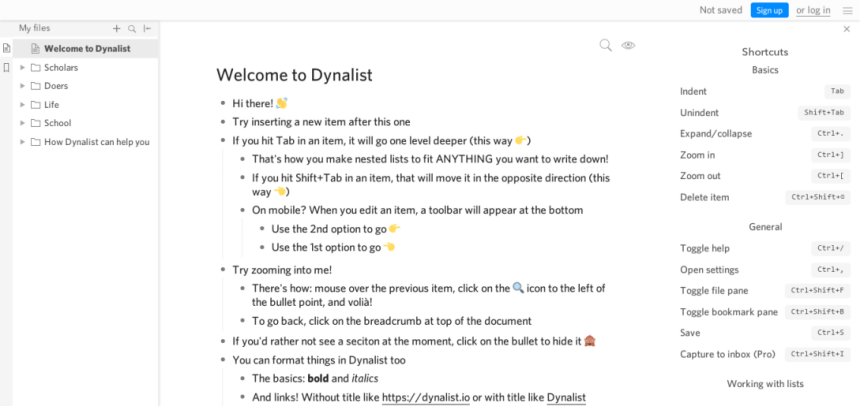 Not saved Sign up or log in
My files
Welcome to Dynalist
Scholars
Doers
Life
School
How Dynalist can help you
Welcome to Dynalist
Hi there! 👋
Try inserting a new item after this one
If you hit Tab in an item, it will go one level deeper (this way 👉)
That's how you make nested lists to fit ANYTHING you want to write down!
If you hit Shift+Tab in an item, that will move it in the opposite direction (this
way 👈)
On mobile? When you edit an item, a toolbar will appear at the bottom
Use the 2nd option to go 👉
Use the 1st option to go 👈
Try zooming into me!
There's how: mouse over the previous item, click on the 🔍 icon to the left of
the bullet point, and volià!
To go back, click on the breadcrumb at top of the document
If you'd rather not see a seciton at the moment, click on the bullet to hide it 🙈
You can format things in Dynalist too
The basics: bold and italics
And links! Without title like https://dynalist.io or with title like Dynalist
Shortcuts
Basics
Indent Tab
Unindent Shift+Tab
Expand/collapse Ctrl+.
Zoom in Ctrl+]
Zoom out Ctrl+[
Delete item Ctrl+Shift+⌫
General
Toggle help Ctrl+/
Open settings Ctrl+,
Toggle file pane Ctrl+Shift+F
Toggle bookmark pane Ctrl+Shift+B
Save Ctrl+S
Capture to inbox (Pro) Ctrl+Shift+I
Working with lists